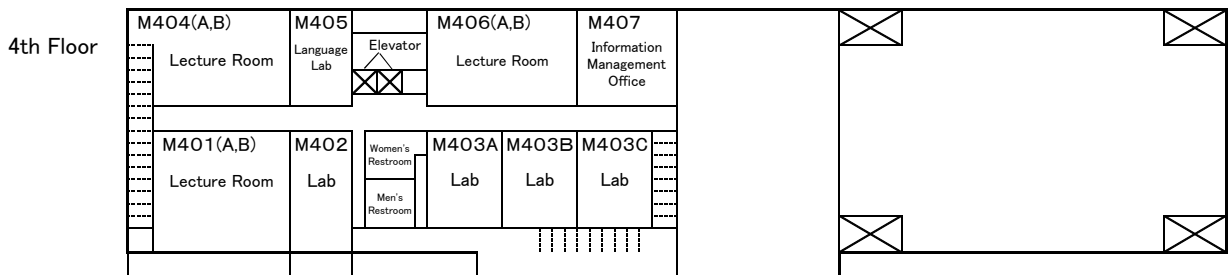 4th Floor
M404(A,B)
Lecture Room
M405
Language
Lab
Elevator
M406(A,B)
Lecture Room
M407
Information
Management
Office
M401(A,B)
Lecture Room
M402
Lab
Women's
Restroom
Men's
Restroom
M403A
Lab
M403B
Lab
M403C
Lab